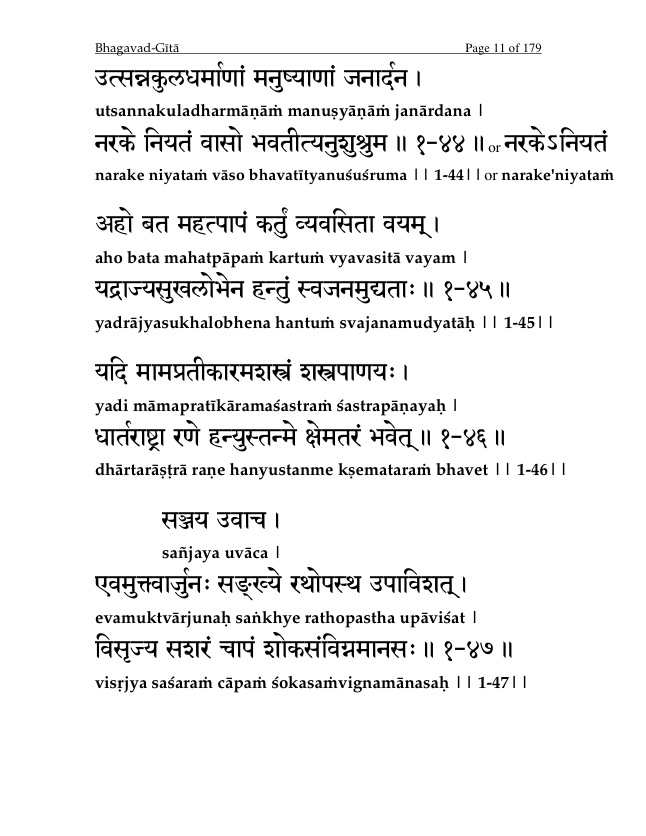 Bhagavad-Gītā Page 11 of 179
उत्सन्नकुलधर्माणां मनुष्याणां जनार्दन ।
utsannakuladharmāṇāṁ manuṣyāṇāṁ janārdana |
नरके नियतं वासो भवतीत्यनुशुश्रुम ॥ १-४४ ॥ or नरकेऽनियतं
narake niyataṁ vāso bhavatītyanuśuśruma || 1-44|| or narake'niyataṁ
अहो बत महत्पापं कर्तुं व्यवसिता वयम् ।
aho bata mahatpāpaṁ kartuṁ vyavasitā vayam |
यद्राज्यसुखलोभेन हन्तुं स्वजनमुद्यताः ॥ १-४५ ॥
yadrājyasukhalobhena hantuṁ svajanamudyatāḥ || 1-45||
यदि मामप्रतीकारमशस्त्रं शस्त्रपाणयः ।
yadi māmapratīkāramaśastraṁ śastrapāṇayaḥ |
धार्तराष्ट्रा रणे हन्युस्तन्मे क्षेमतरं भवेत् ॥ १-४६ ॥
dhārtarāṣṭrā raṇe hanyustanme kṣemataraṁ bhavet || 1-46||
सञ्जय उवाच ।
sañjaya uvāca |
एवमुक्त्वार्जुनः सङ्ख्ये रथोपस्थ उपाविशत् ।
evamuktvārjunaḥ saṅkhye rathopastha upāviśat |
विसृज्य सशरं चापं शोकसंविग्नमानसः ॥ १-४७ ॥
visṛjya saśaraṁ cāpaṁ śokasaṁvignamānasaḥ || 1-47||